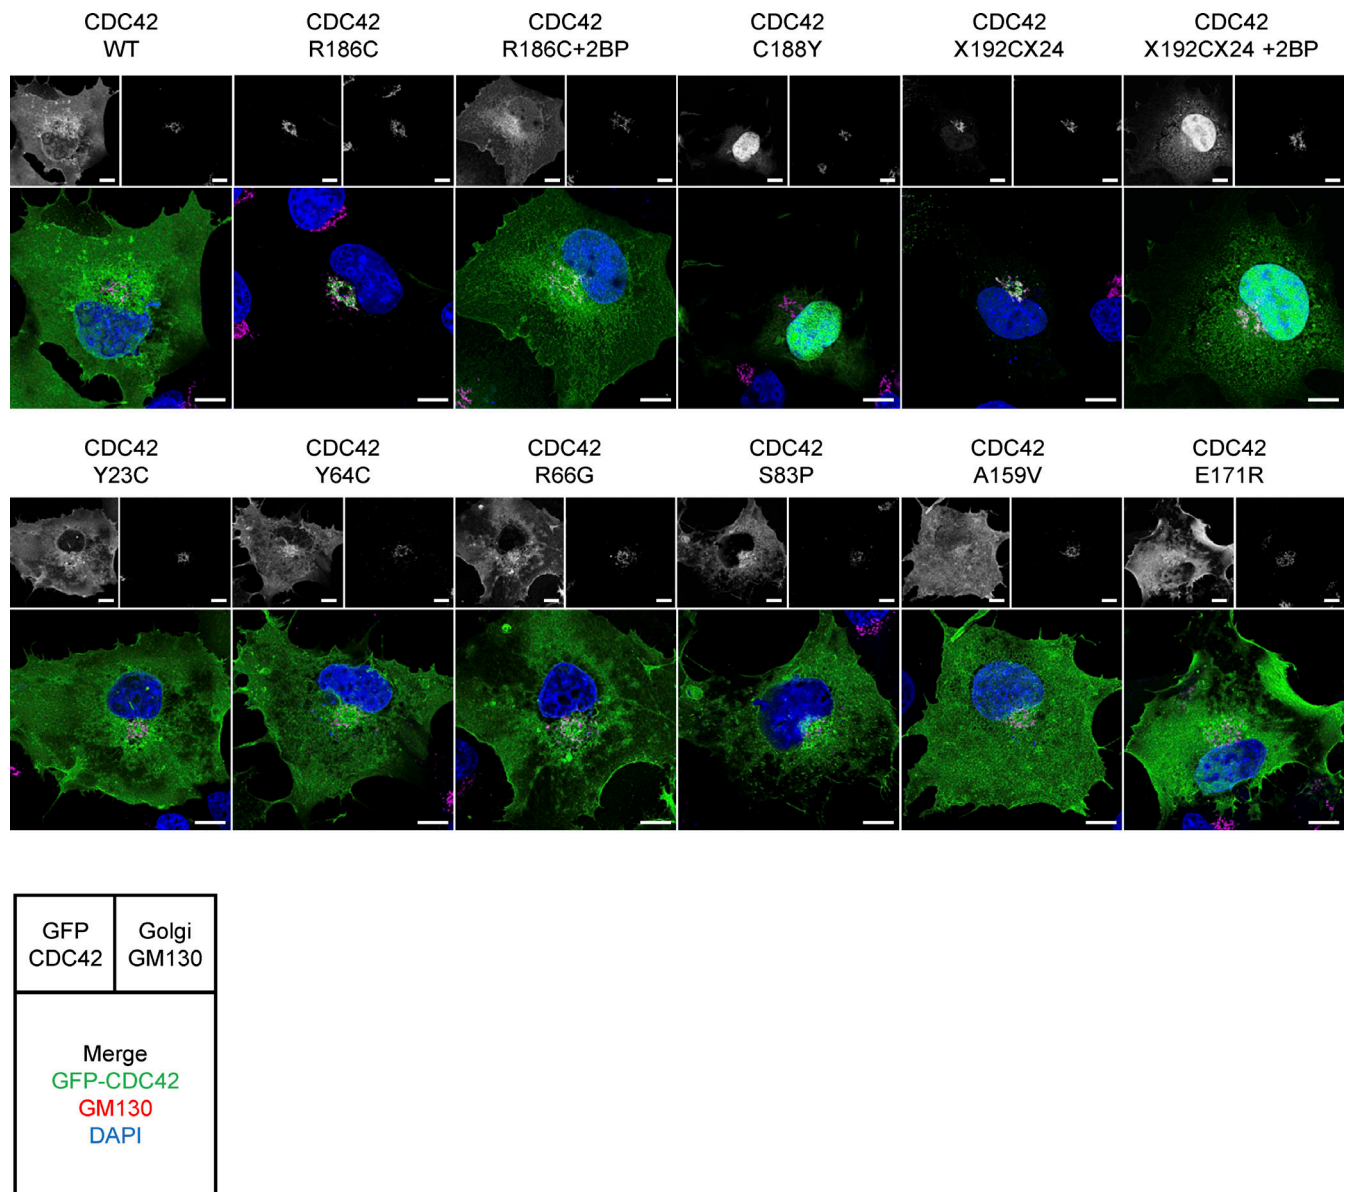 CDC42
WT
CDC42
R186C
CDC42
R186C+2BP
CDC42
C188Y
CDC42
X192CX24
CDC42
X192CX24 +2BP
CDC42
Y23C
CDC42
Y64C
CDC42
R66G
CDC42
S83P
CDC42
A159V
CDC42
E171R
GFP
CDC42
Golgi
GM130
Merge
GFP-CDC42
GM130
DAPI